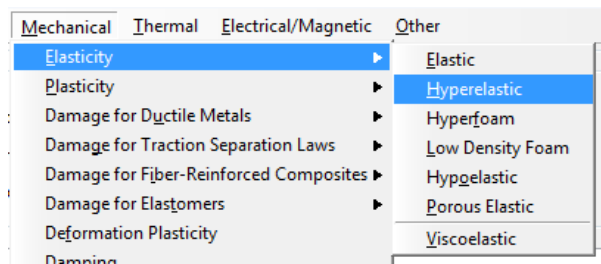 Mechanical Thermal Electrical/Magnetic Other
Elasticity
Plasticity
Damage for Ductile Metals
Damage for Traction Separation Laws
Damage for Fiber-Reinforced Composites
Damage for Elastomers
Deformation Plasticity
Damping
Elastic
Hyperelastic
Hyperfoam
Low Density Foam
Hypoelastic
Porous Elastic
Viscoelastic